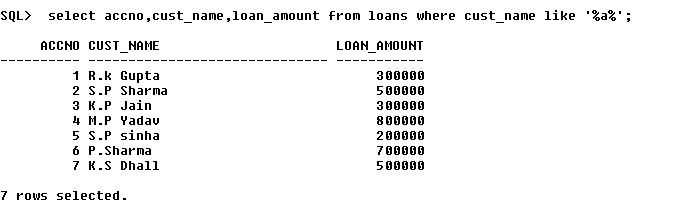 SQL>  select accno,cust_name,loan_amount from loans where cust_name like '%a%';
     ACCNO CUST_NAME                      LOAN_AMOUNT
---------- ------------------------------ -----------
         1 R.k Gupta                           300000
         2 S.P Sharma                          500000
         3 K.P Jain                            300000
         4 M.P Yadav                           800000
         5 S.P sinha                           200000
         6 P.Sharma                            700000
         7 K.S Dhall                           500000
7 rows selected.